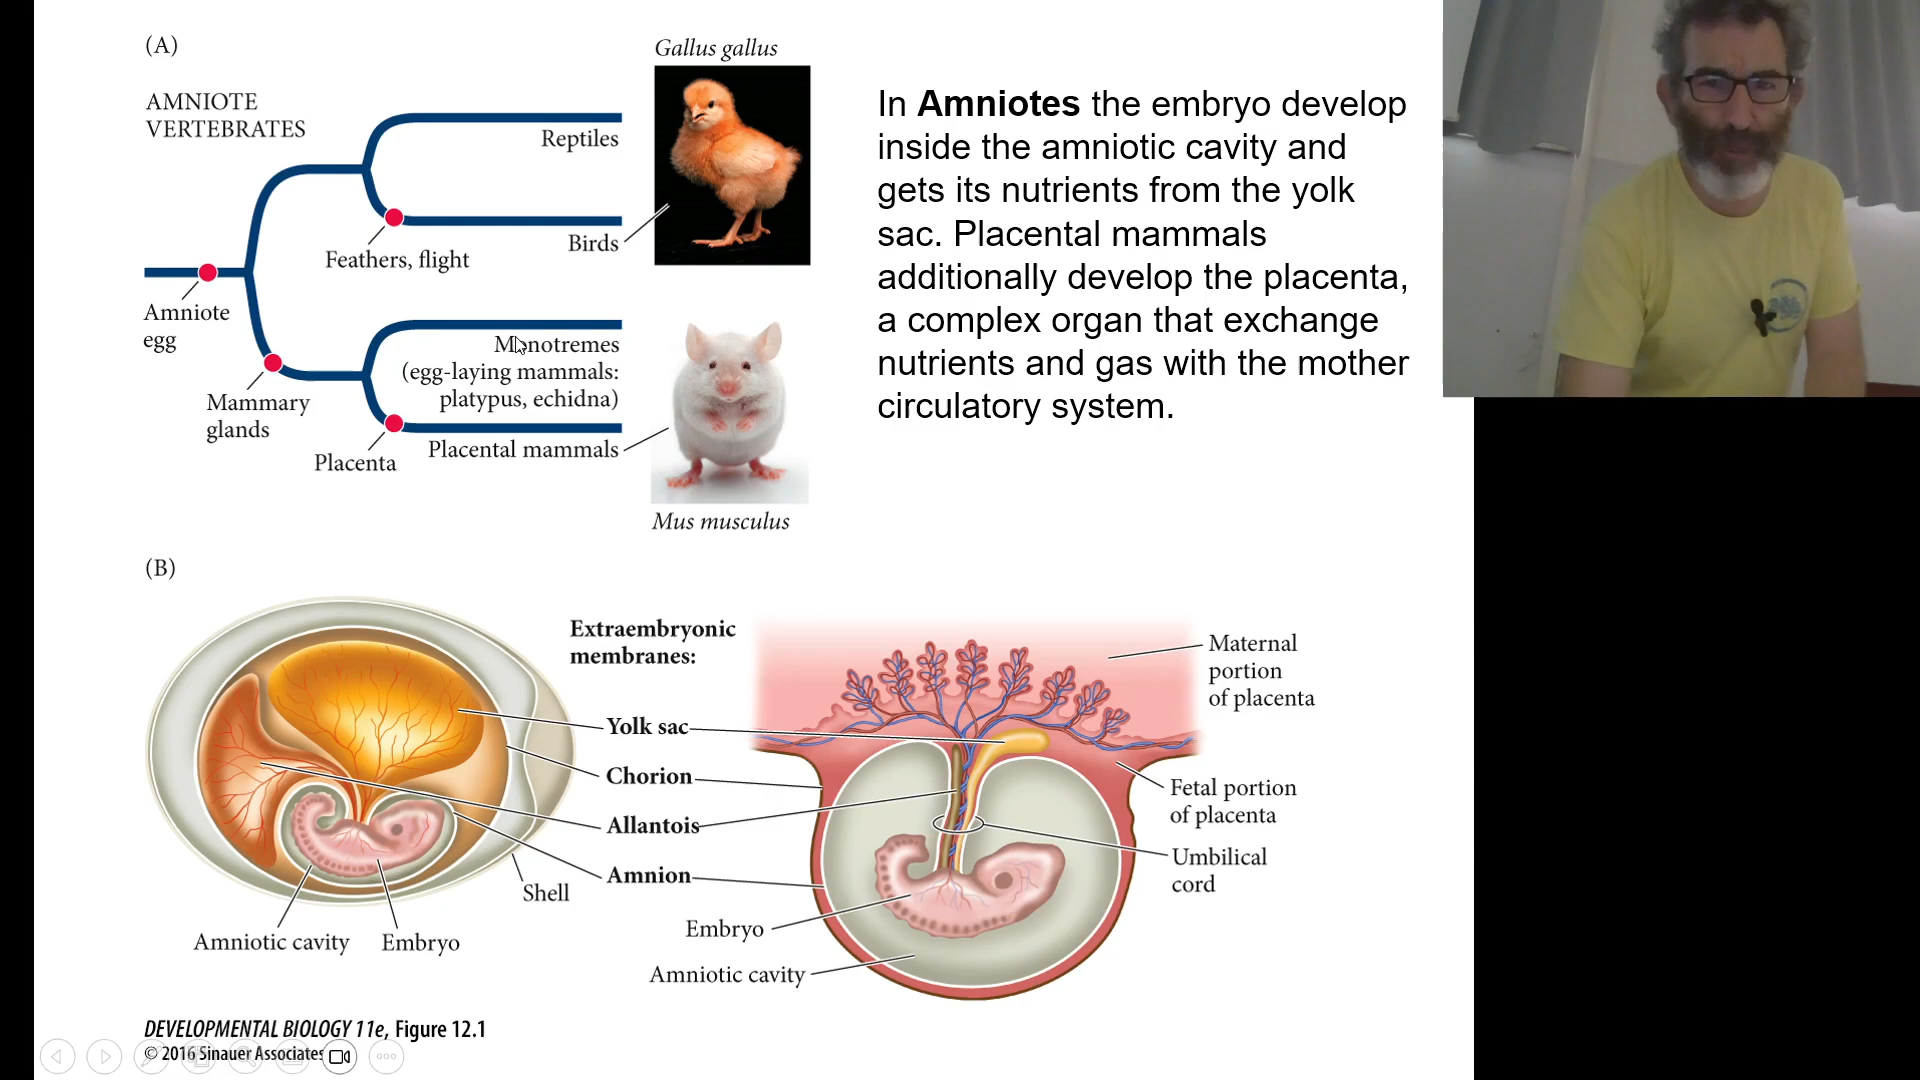 (A)
Gallus gallus
AMNIOTE
VERTEBRATES
Reptiles
Birds
Feathers, flight
Amniote
egg
Monotremes
(egg-laying mammals:
platypus, echidna)
Mammary
glands
Placental mammals
Placenta
Mus musculus
In Amniotes the embryo develop
inside the amniotic cavity and
gets its nutrients from the yolk
sac. Placental mammals
additionally develop the placenta,
a complex organ that exchange
nutrients and gas with the mother
circulatory system.
(B)
Extraembryonic
membranes:
Yolk sac
Chorion
Allantois
Amnion
Shell
Amniotic cavity
Embryo
Maternal
portion
of placenta
Fetal portion
of placenta
Umbilical
cord
Embryo
Amniotic cavity
DEVELOPMENTAL BIOLOGY 11e, Figure 12.1
© 2016 Sinauer Associates